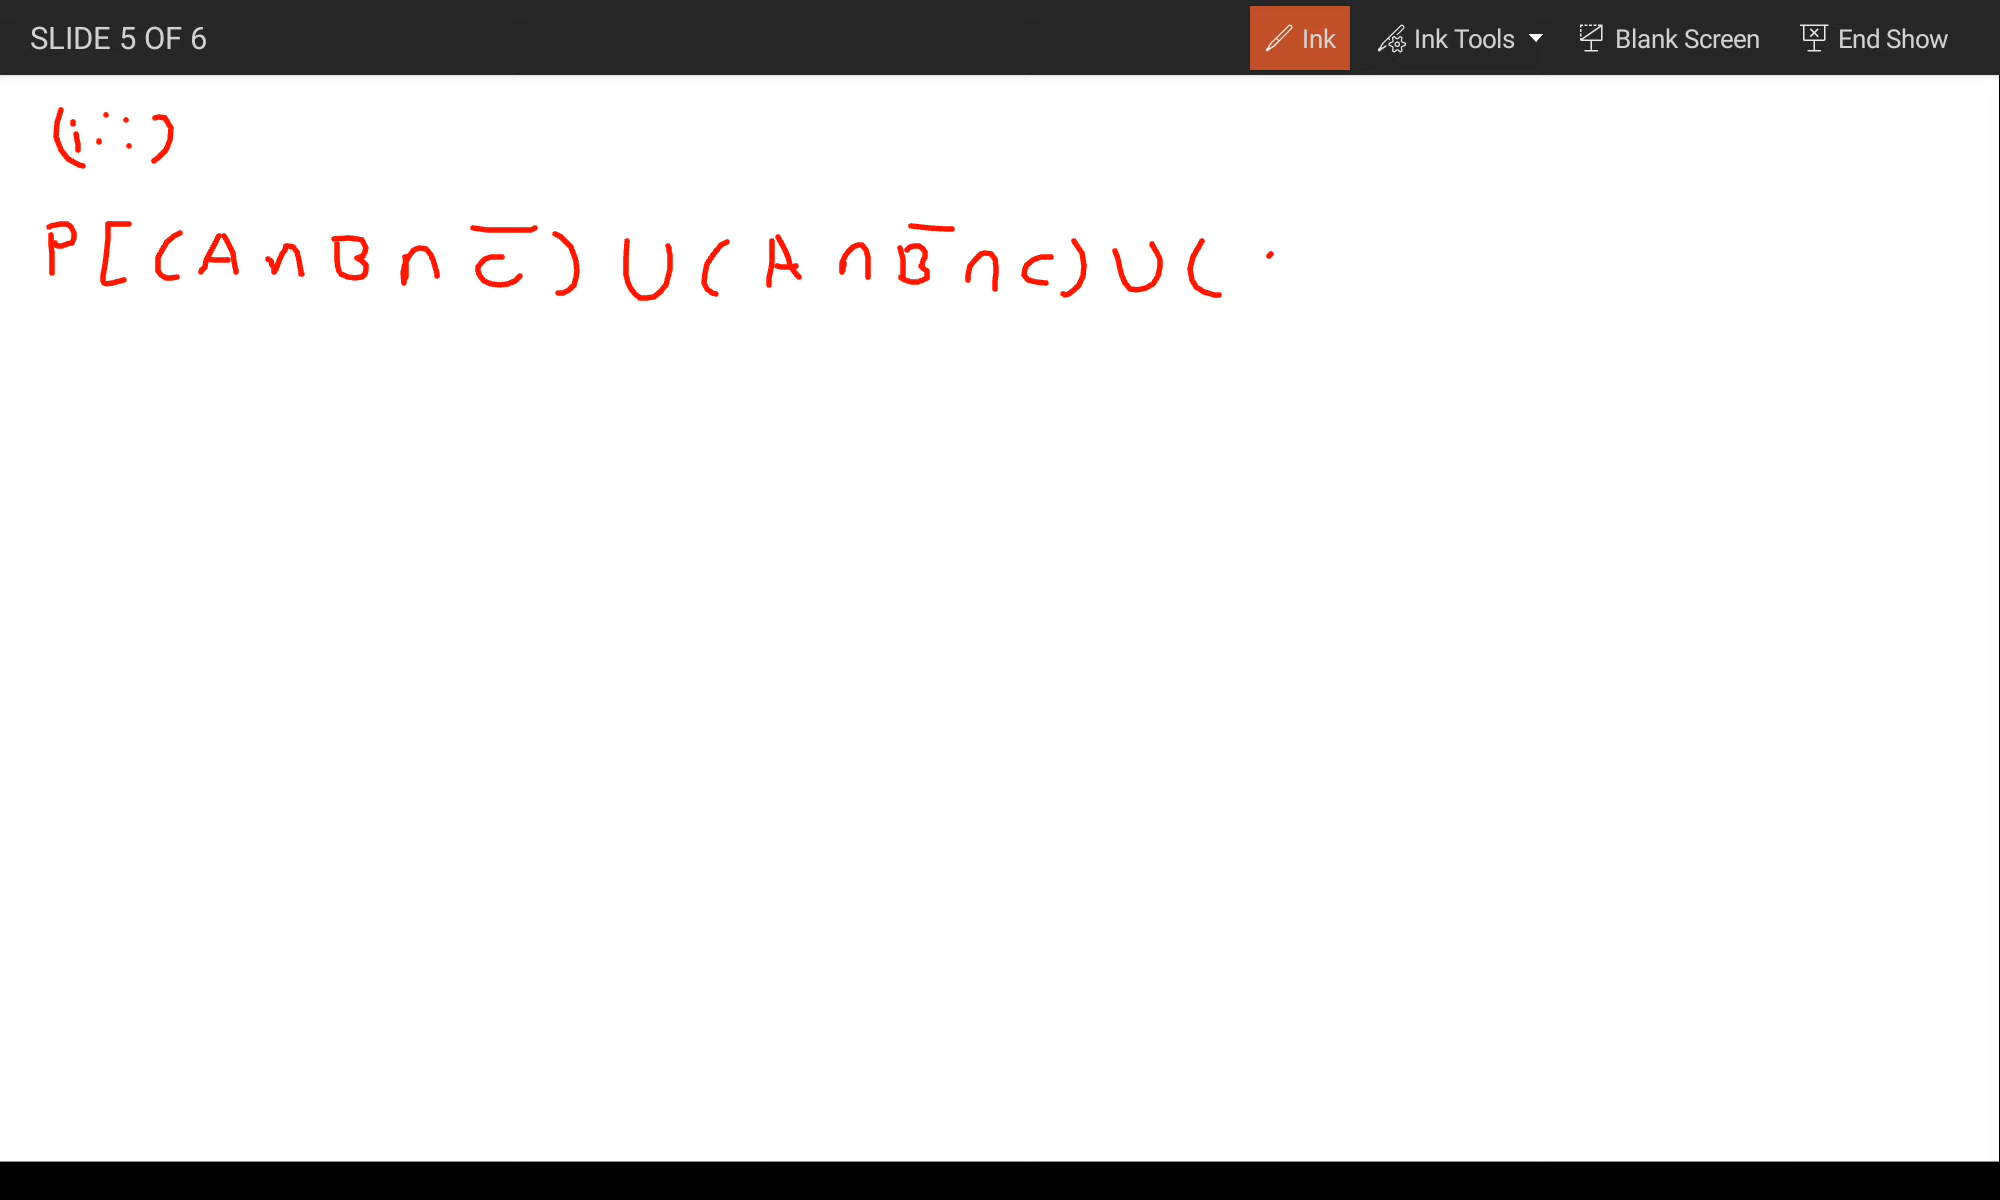 SLIDE 5 OF 6 Ink Ink Tools Blank Screen End Show
(iii)
P[(A∩B∩C̅)∪(A∩B̅∩C)∪(